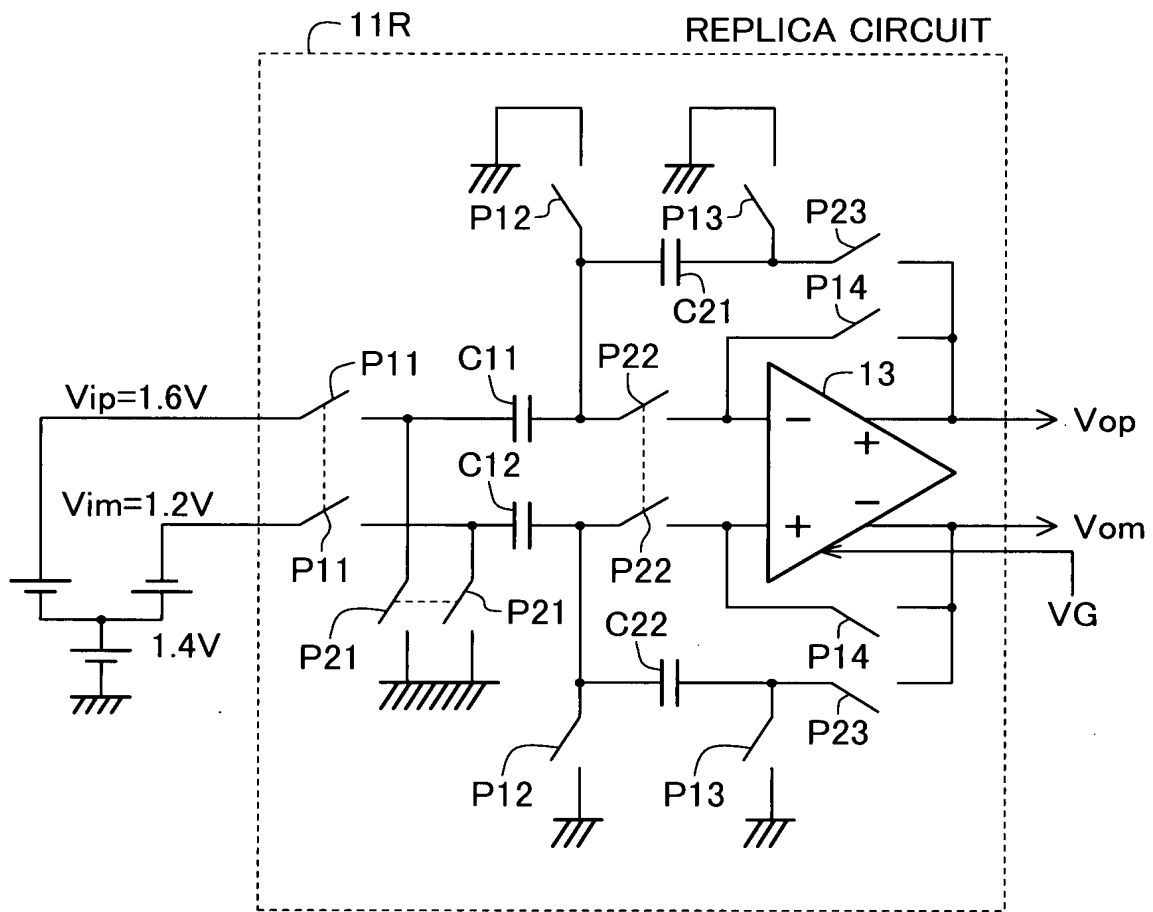 11R
REPLICA CIRCUIT
P12
P13
P23
P14
C21
C11
P22
13
P11
Vip=1.6V
Vop
C12
Vim=1.2V
−
+
+
−
Vom
P11
P22
P21
P21
VG
1.4V
C22
P14
P23
P12
P13